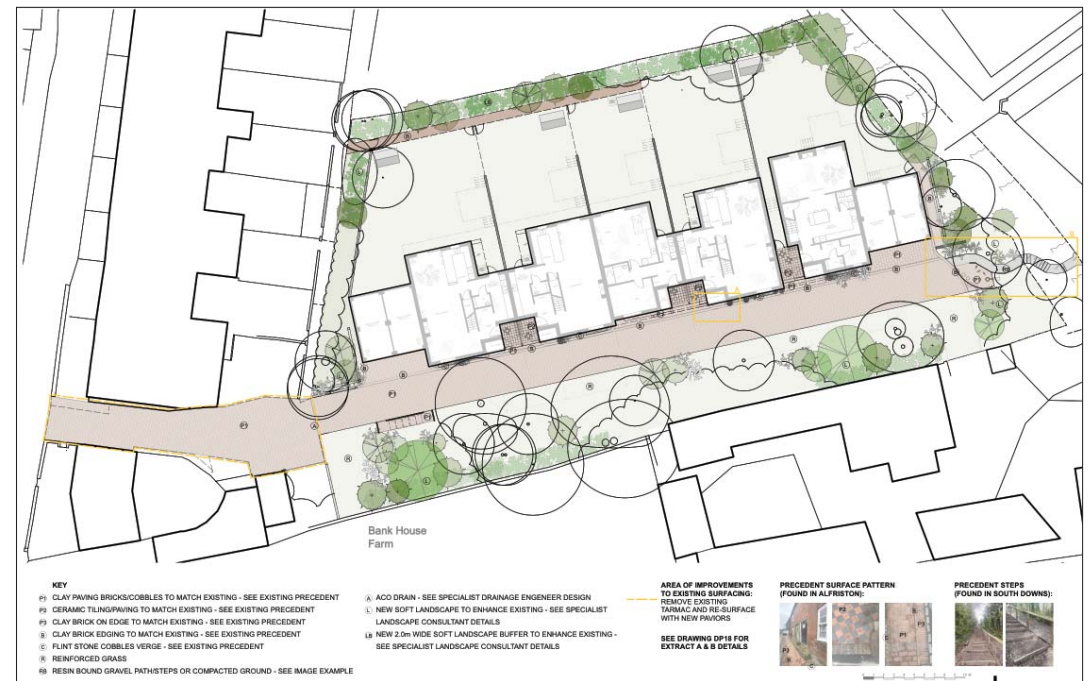 Bank House
Farm
KEY
P1 CLAY PAVING BRICKS/COBBLES TO MATCH EXISTING - SEE EXISTING PRECEDENT
P2 CERAMIC TILING/PAVING TO MATCH EXISTING - SEE EXISTING PRECEDENT
P3 CLAY BRICK ON EDGE TO MATCH EXISTING - SEE EXISTING PRECEDENT
B CLAY BRICK EDGING TO MATCH EXISTING - SEE EXISTING PRECEDENT
C FLINT STONE COBBLES VERGE - SEE EXISTING PRECEDENT
R REINFORCED GRASS
RB RESIN BOUND GRAVEL PATH/STEPS OR COMPACTED GROUND - SEE IMAGE EXAMPLE
A ACO DRAIN - SEE SPECIALIST DRAINAGE ENGENEER DESIGN
L NEW SOFT LANDSCAPE TO ENHANCE EXISTING - SEE SPECIALIST
LANDSCAPE CONSULTANT DETAILS
LB NEW 2.0m WIDE SOFT LANDSCAPE BUFFER TO ENHANCE EXISTING -
SEE SPECIALIST LANDSCAPE CONSULTANT DETAILS
AREA OF IMPROVEMENTS
TO EXISTING SURFACING:
REMOVE EXISTING
TARMAC AND RE-SURFACE
WITH NEW PAVIORS
SEE DRAWING DP18 FOR
EXTRACT A & B DETAILS
PRECEDENT SURFACE PATTERN
(FOUND IN ALFRISTON):
PRECEDENT STEPS
(FOUND IN SOUTH DOWNS):